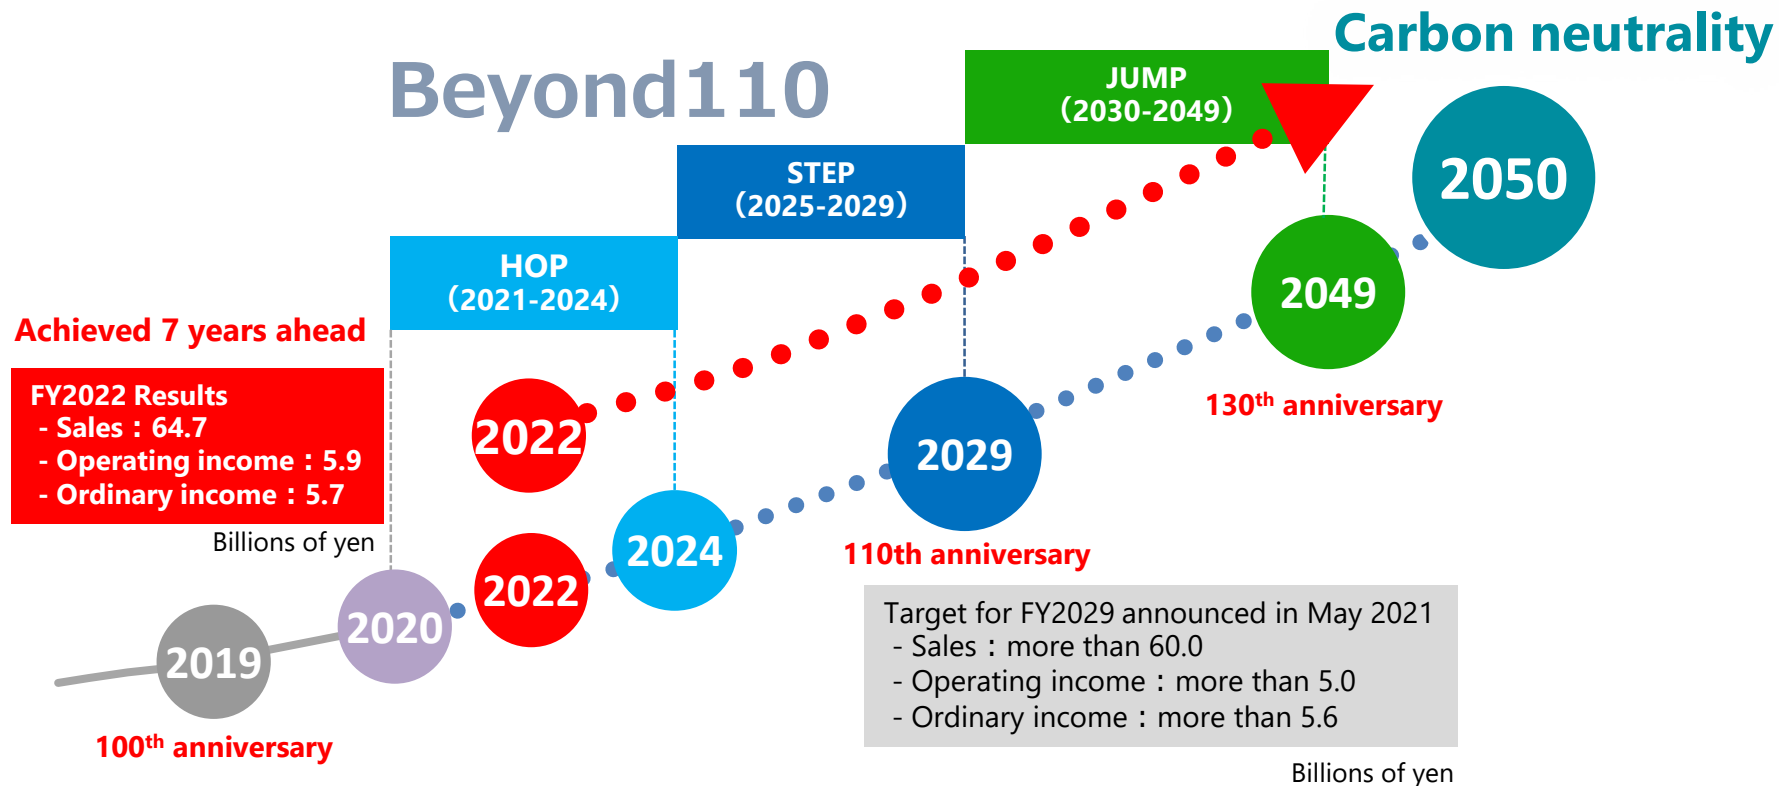 Carbon neutrality
Beyond110
JUMP
（2030-2049）
STEP
（2025-2029）
HOP
（2021-2024）
2050
2049
130th anniversary
Achieved 7 years ahead
FY2022 Results
- Sales：64.7
- Operating income：5.9
- Ordinary income：5.7
Billions of yen
2022
2029
110th anniversary
2024
2022
2020
2019
100th anniversary
Target for FY2029 announced in May 2021
- Sales：more than 60.0
- Operating income：more than 5.0
- Ordinary income：more than 5.6
Billions of yen